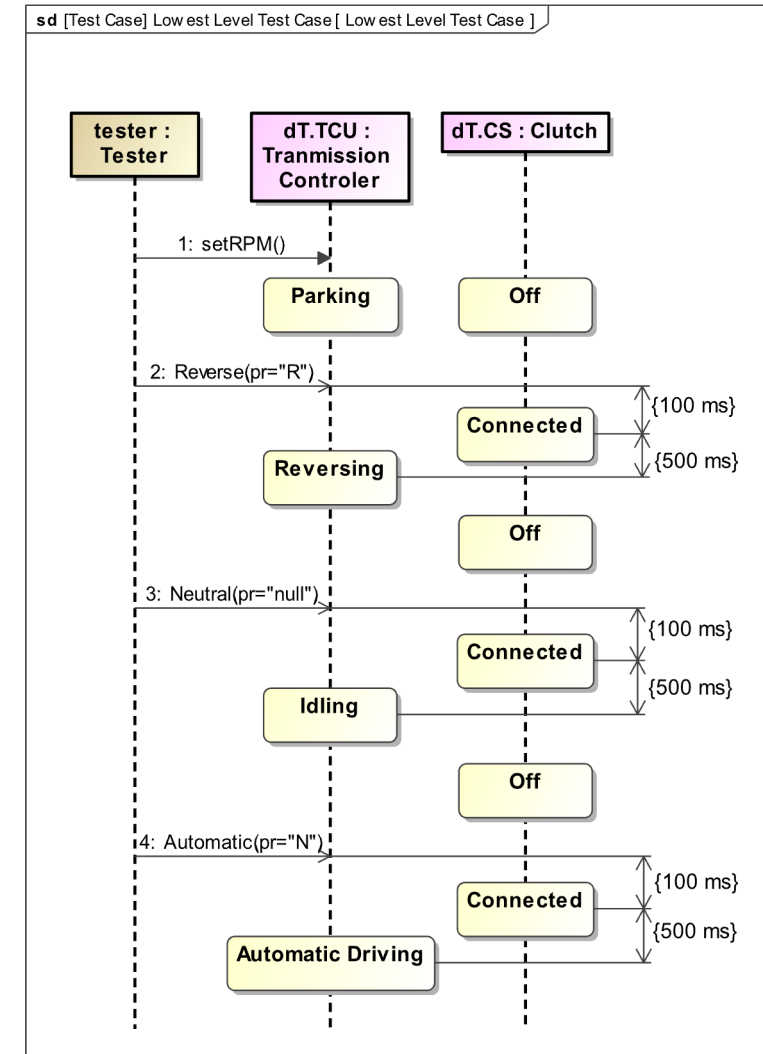 sd [Test Case] Lowest Level Test Case [ Lowest Level Test Case ]
tester :
Tester
dT.TCU :
Tranmission
Controler
dT.CS : Clutch
1: setRPM()
Parking
Off
2: Reverse(pr="R")
{100 ms}
Connected
{500 ms}
Reversing
Off
3: Neutral(pr="null")
{100 ms}
Connected
{500 ms}
Idling
Off
4: Automatic(pr="N")
{100 ms}
Connected
{500 ms}
Automatic Driving